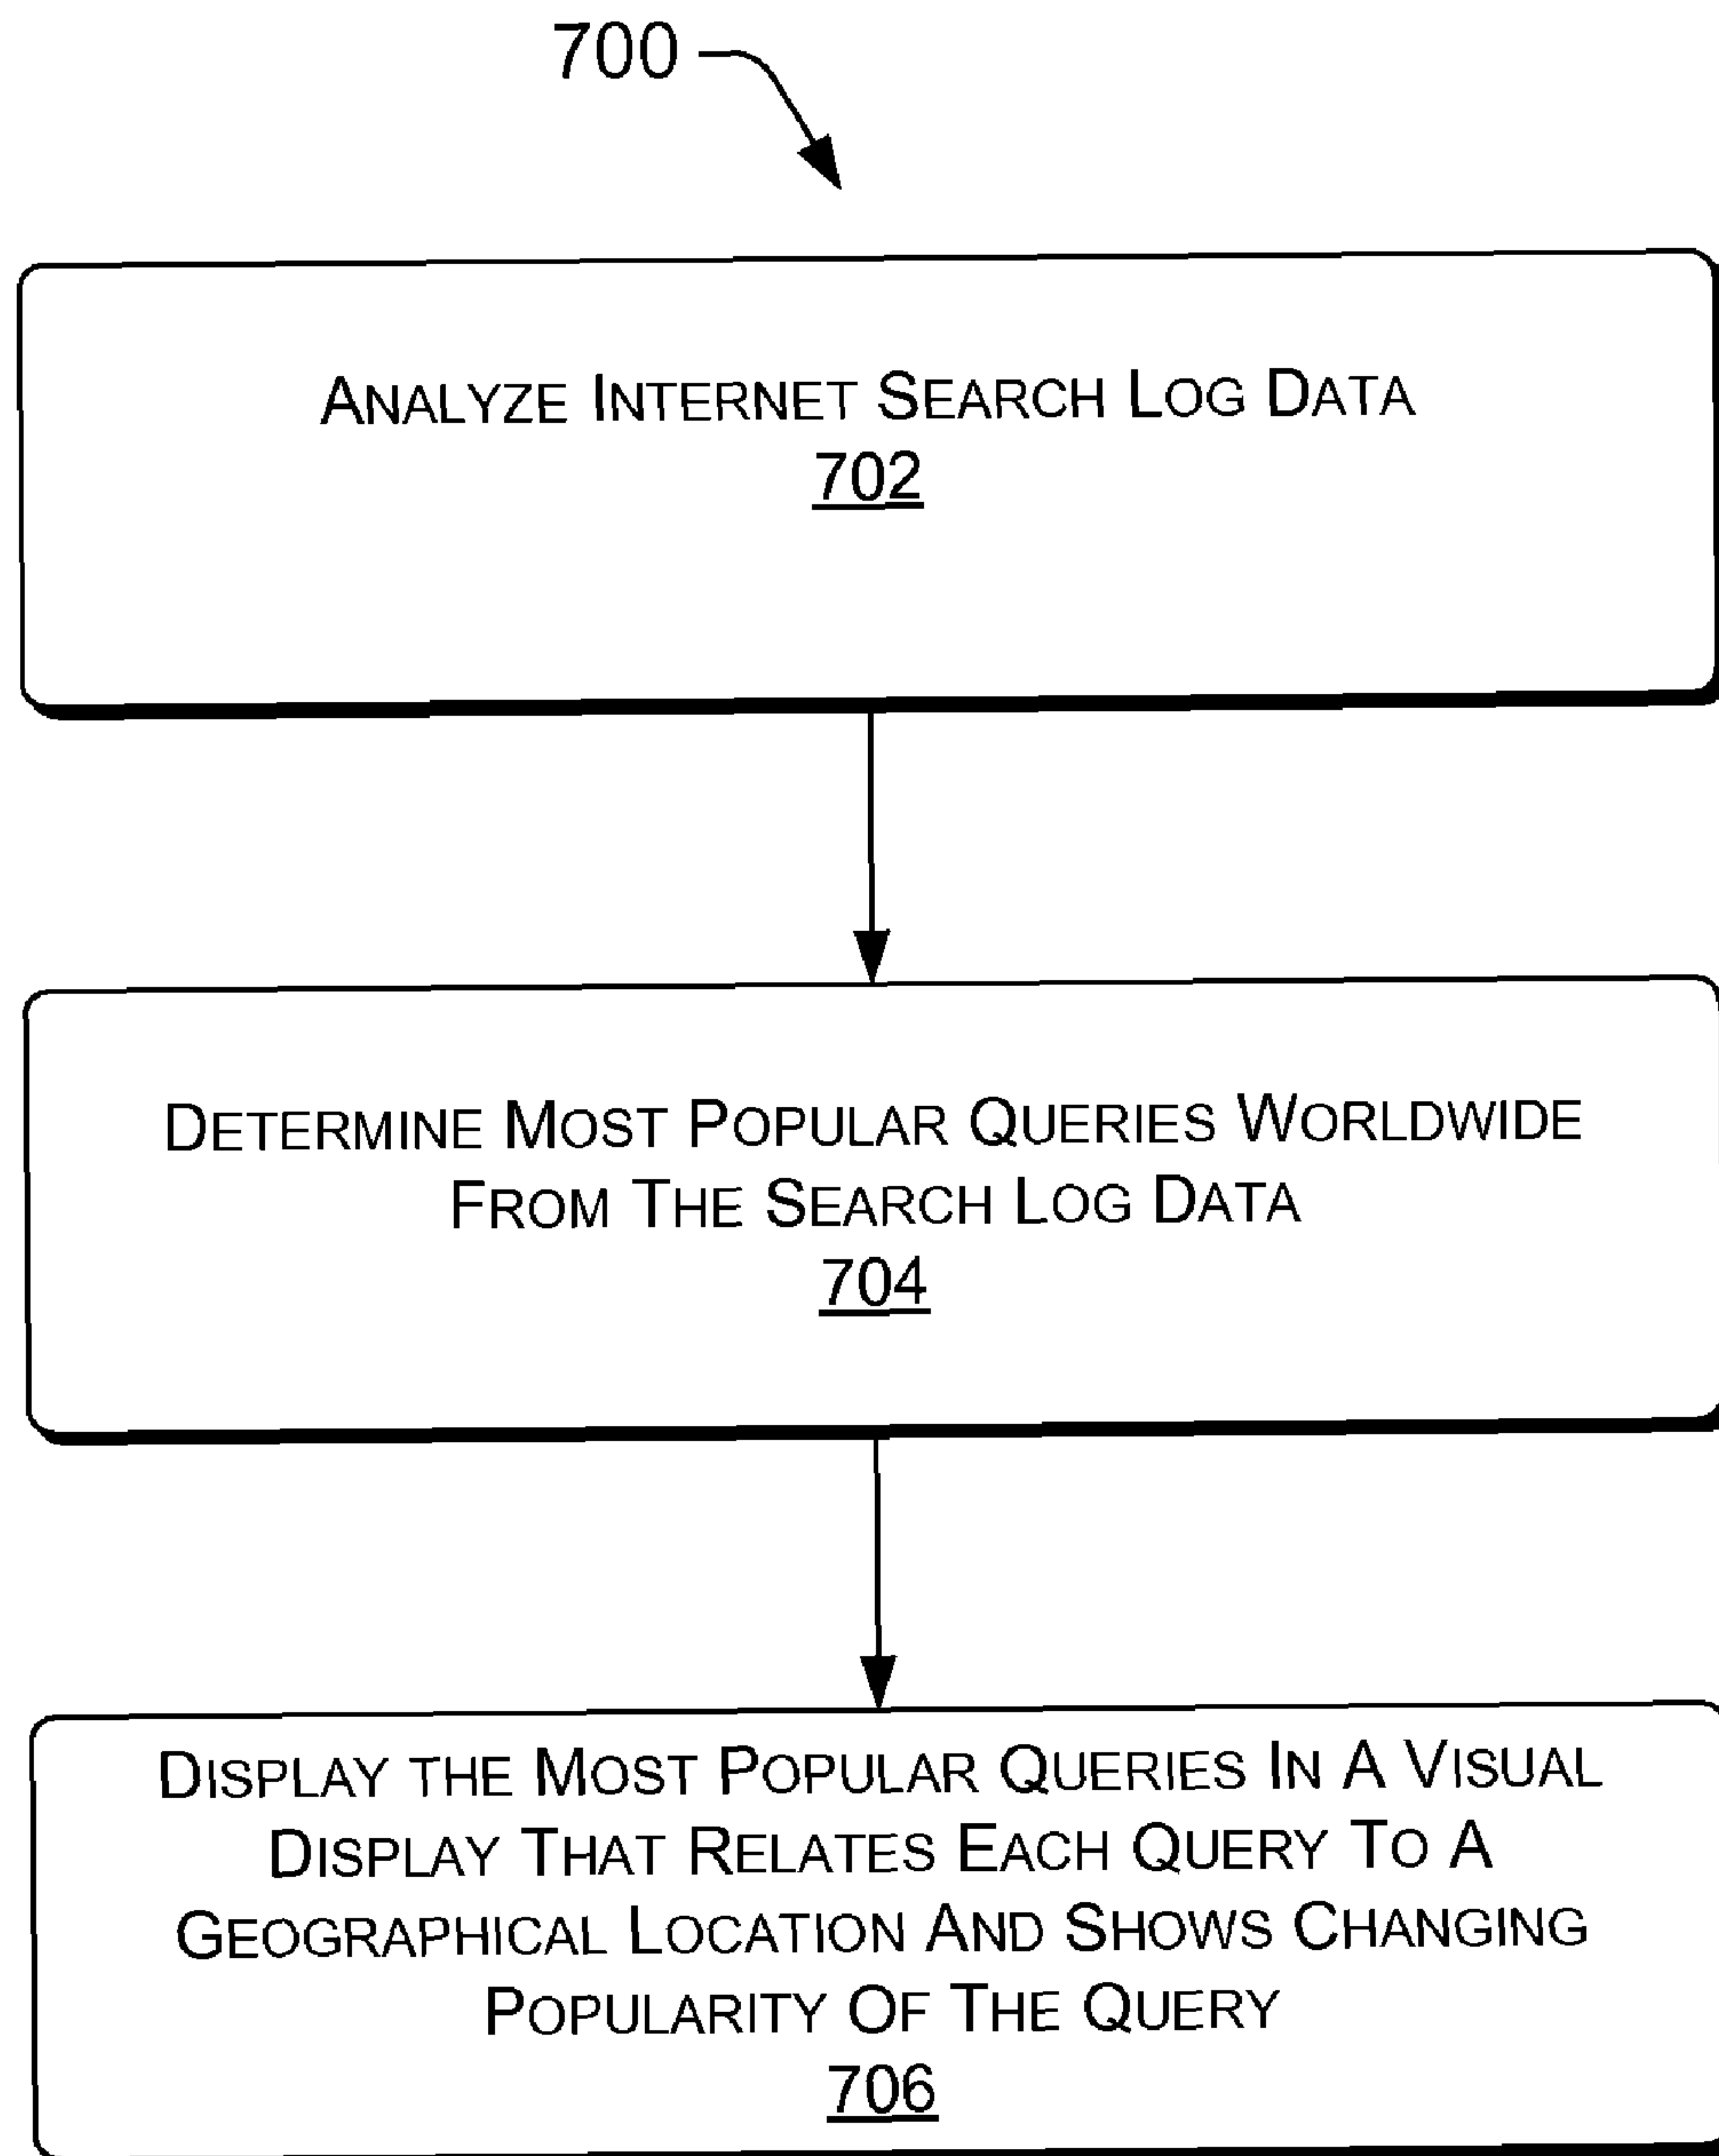 700
ANALYZE INTERNET SEARCH LOG DATA
702
DETERMINE MOST POPULAR QUERIES WORLDWIDE
FROM THE SEARCH LOG DATA
704
DISPLAY THE MOST POPULAR QUERIES IN A VISUAL
DISPLAY THAT RELATES EACH QUERY TO A
GEOGRAPHICAL LOCATION AND SHOWS CHANGING
POPULARITY OF THE QUERY
706